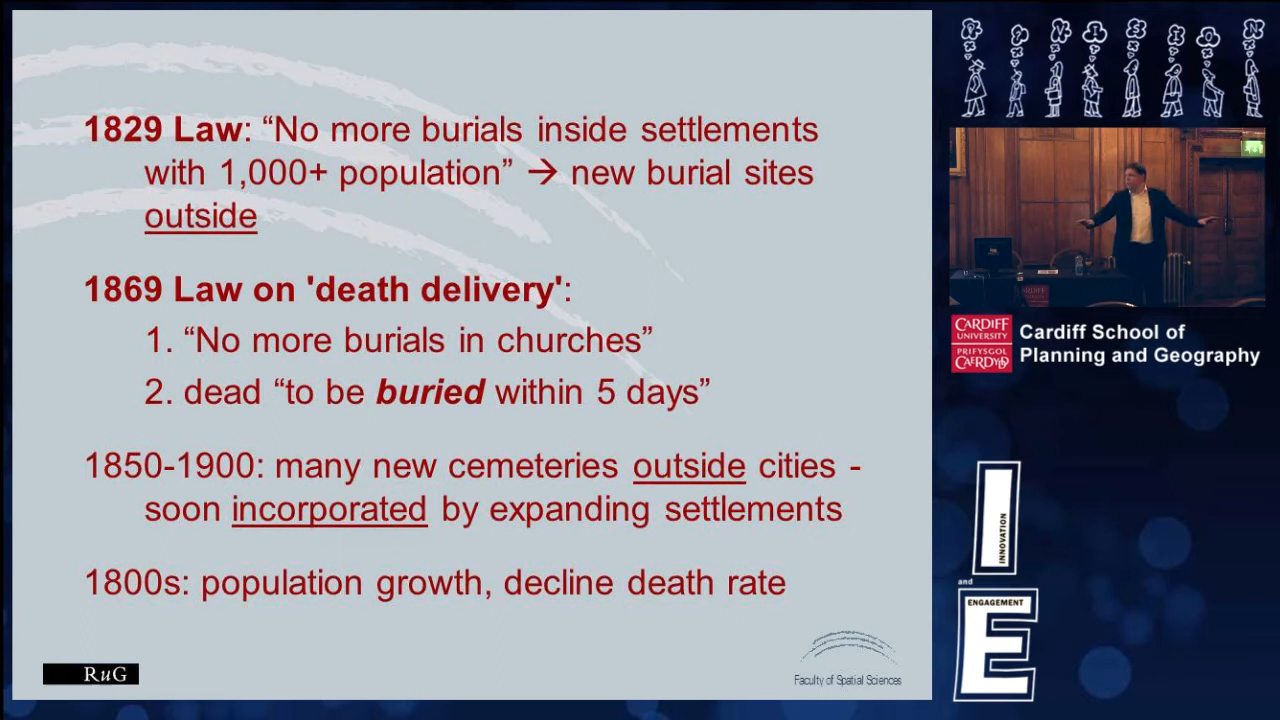 1829 Law: “No more burials inside settlements
with 1,000+ population” → new burial sites
outside
1869 Law on 'death delivery':
1. “No more burials in churches”
2. dead “to be buried within 5 days”
1850-1900: many new cemeteries outside cities -
soon incorporated by expanding settlements
1800s: population growth, decline death rate
RuG
Faculty of Spatial Sciences
CARDIFF
UNIVERSITY
PRIFYSGOL
CAERDYDD
Cardiff School of
Planning and Geography
INNOVATION
and
ENGAGEMENT
I
E